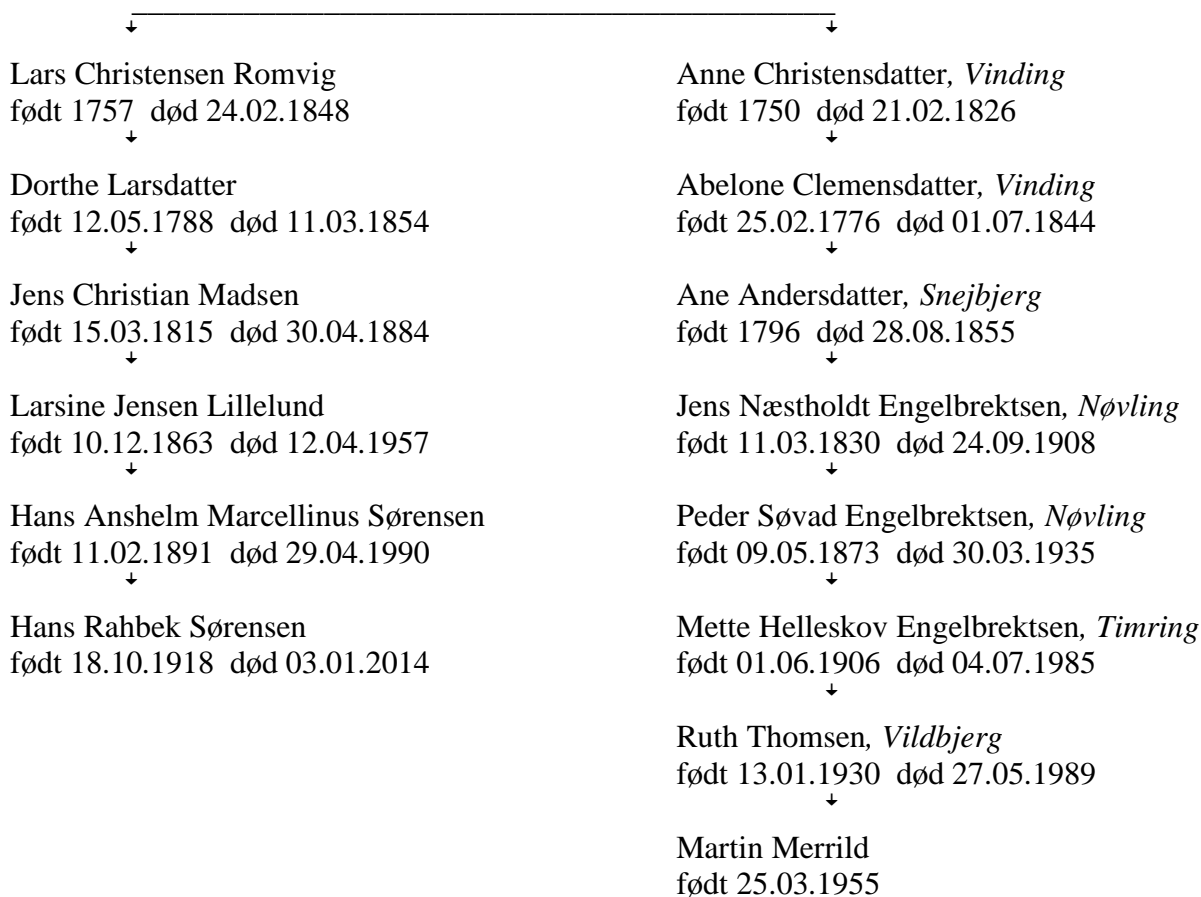 Lars Christensen Romvig
født 1757 død 24.02.1848
Dorthe Larsdatter
født 12.05.1788 død 11.03.1854
Jens Christian Madsen
født 15.03.1815 død 30.04.1884
Larsine Jensen Lillelund
født 10.12.1863 død 12.04.1957
Hans Anshelm Marcellinus Sørensen
født 11.02.1891 død 29.04.1990
Hans Rahbek Sørensen
født 18.10.1918 død 03.01.2014
Anne Christensdatter, Vinding
født 1750 død 21.02.1826
Abelone Clemensdatter, Vinding
født 25.02.1776 død 01.07.1844
Ane Andersdatter, Snejbjerg
født 1796 død 28.08.1855
Jens Næstholdt Engelbrektsen, Nøvling
født 11.03.1830 død 24.09.1908
Peder Søvad Engelbrektsen, Nøvling
født 09.05.1873 død 30.03.1935
Mette Helleskov Engelbrektsen, Timring
født 01.06.1906 død 04.07.1985
Ruth Thomsen, Vildbjerg
født 13.01.1930 død 27.05.1989
Martin Merrild
født 25.03.1955